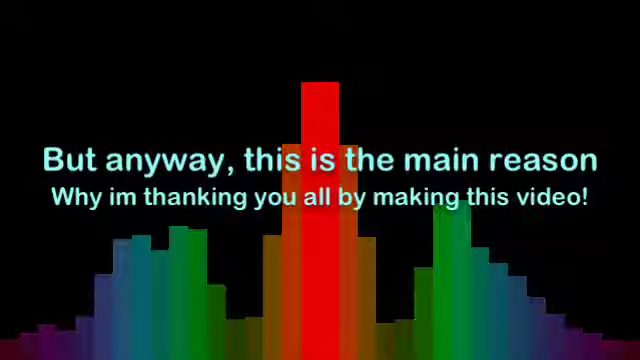 But anyway, this is the main reason
Why im thanking you all by making this video!